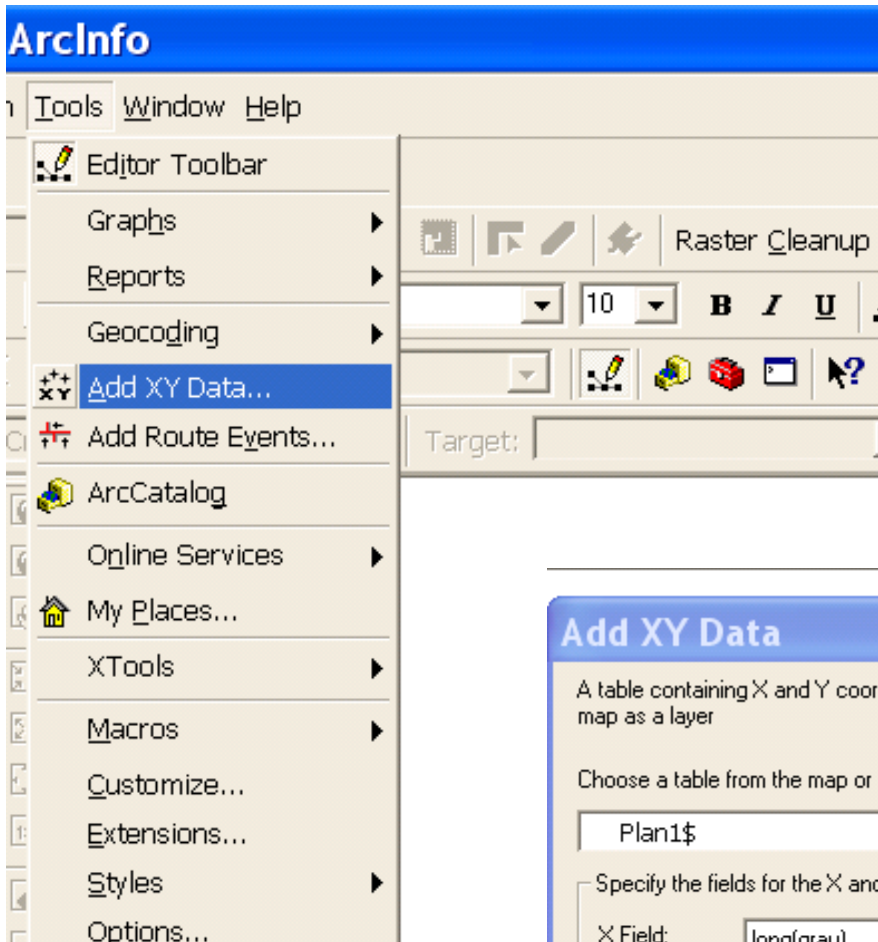 ArcInfo
Tools Window Help
Editor Toolbar
Graphs
Reports
Geocoding
Add XY Data...
Add Route Events...
ArcCatalog
Online Services
My Places...
XTools
Macros
Customize...
Extensions...
Styles
Options...
Raster Cleanup
10 B I U
Target:
Add XY Data
A table containing X and Y coor
map as a layer
Choose a table from the map or
Plan1$
Specify the fields for the X and
X Field: long(grau)